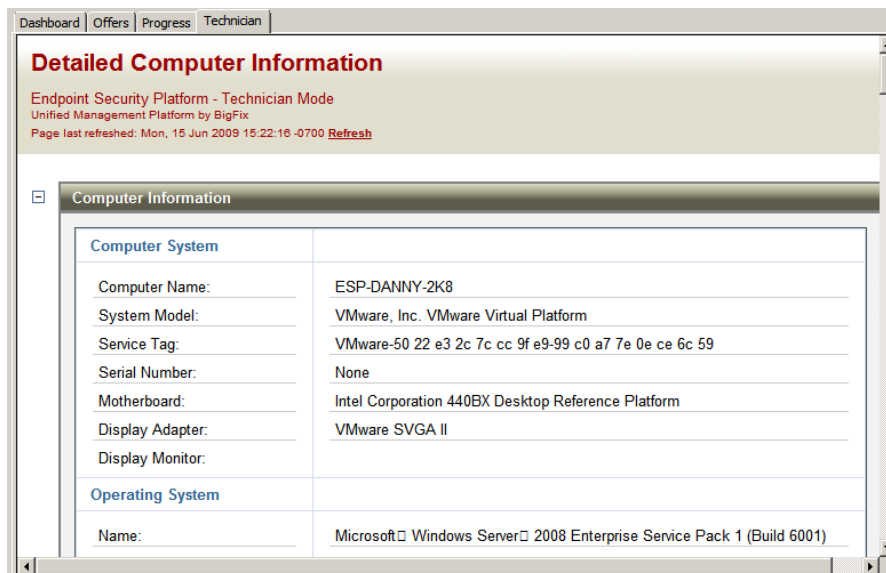 Dashboard Offers Progress Technician
Detailed Computer Information
Endpoint Security Platform - Technician Mode
Unified Management Platform by BigFix
Page last refreshed: Mon, 15 Jun 2009 15:22:16 -0700 Refresh
Computer Information
Computer System
Computer Name: ESP-DANNY-2K8
System Model: VMware, Inc. VMware Virtual Platform
Service Tag: VMware-50 22 e3 2c 7c cc 9f e9-99 c0 a7 7e 0e ce 6c 59
Serial Number: None
Motherboard: Intel Corporation 440BX Desktop Reference Platform
Display Adapter: VMware SVGA II
Display Monitor:
Operating System
Name: Microsoft□ Windows Server□ 2008 Enterprise Service Pack 1 (Build 6001)